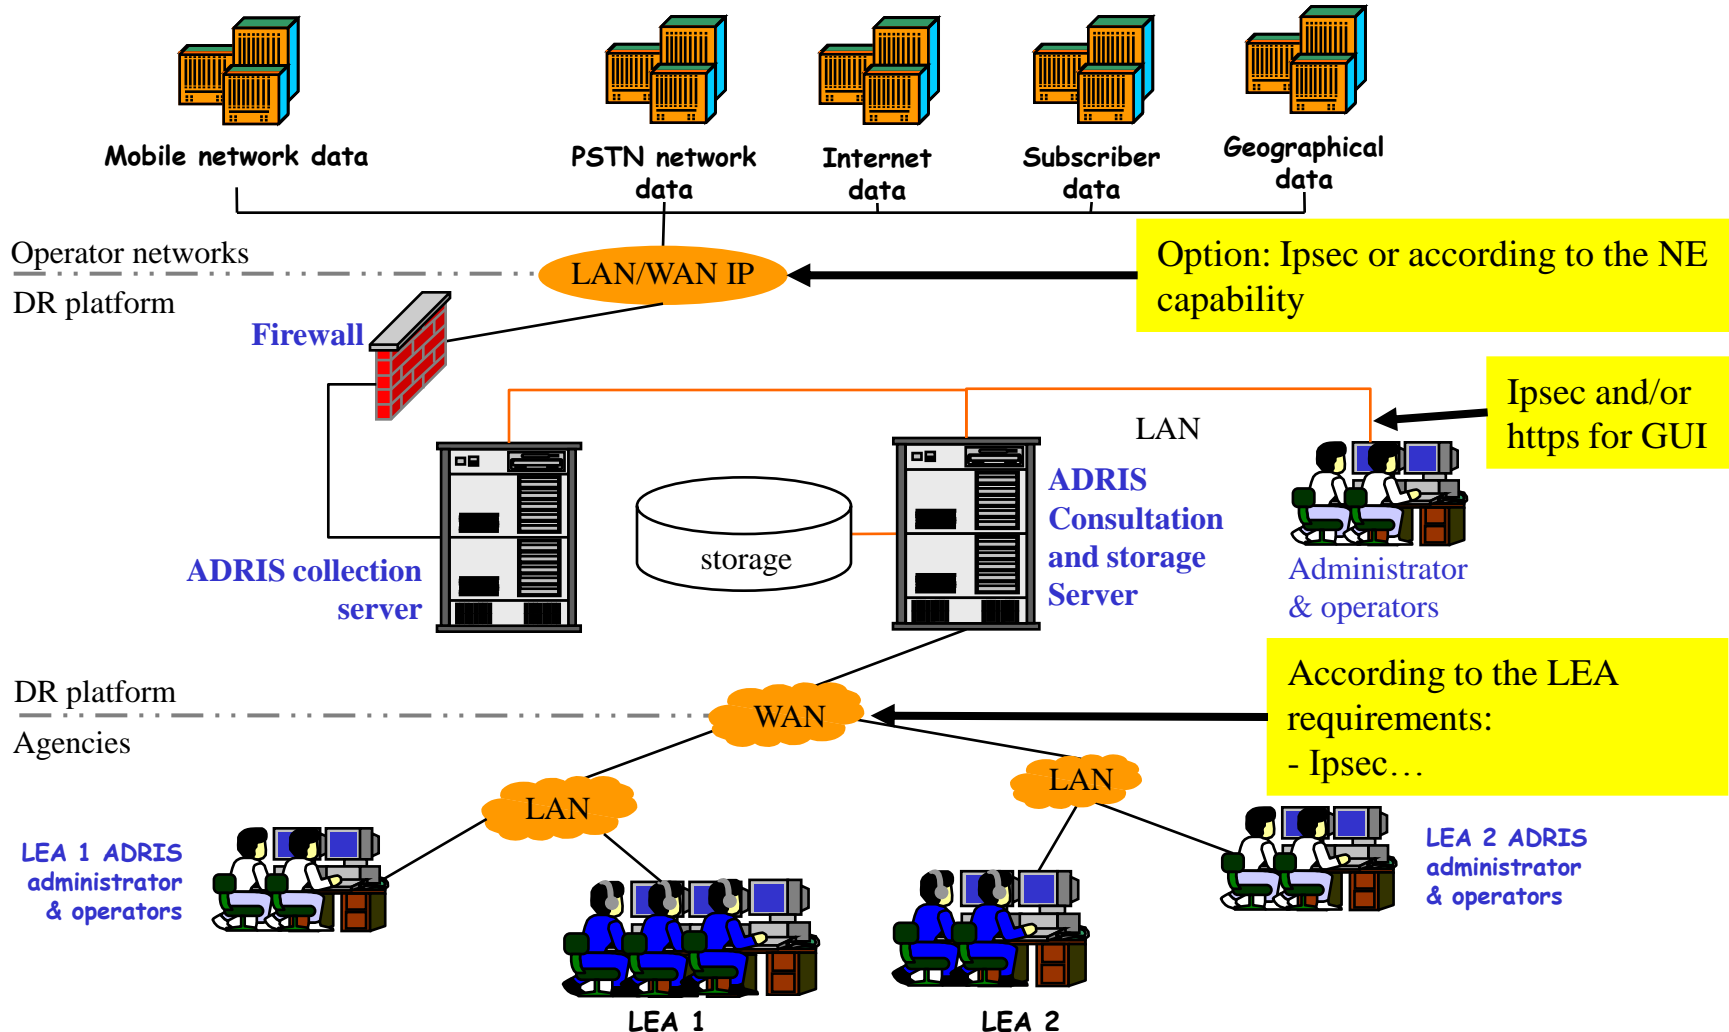 Mobile network data
PSTN network
data
Internet
data
Subscriber
data
Geographical
data
Operator networks
DR platform
LAN/WAN IP
Option: Ipsec or according to the NE
capability
Firewall
Ipsec and/or
https for GUI
LAN
ADRIS collection
server
storage
ADRIS
Consultation
and storage
Server
Administrator
& operators
DR platform
Agencies
WAN
According to the LEA
requirements:
- Ipsec…
LAN
LAN
LEA 1 ADRIS
administrator
& operators
LEA 2 ADRIS
administrator
& operators
LEA 1
LEA 2